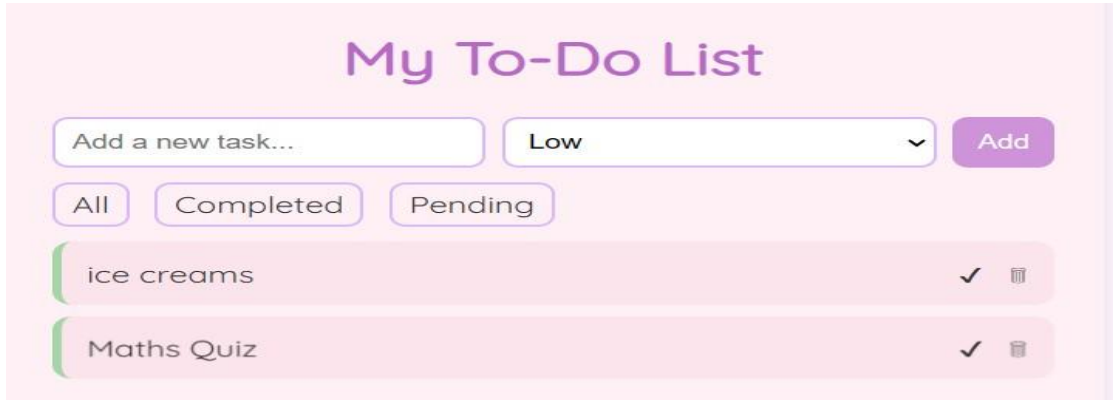 My To-Do List
Add a new task... Low Add
All Completed Pending
ice creams
Maths Quiz